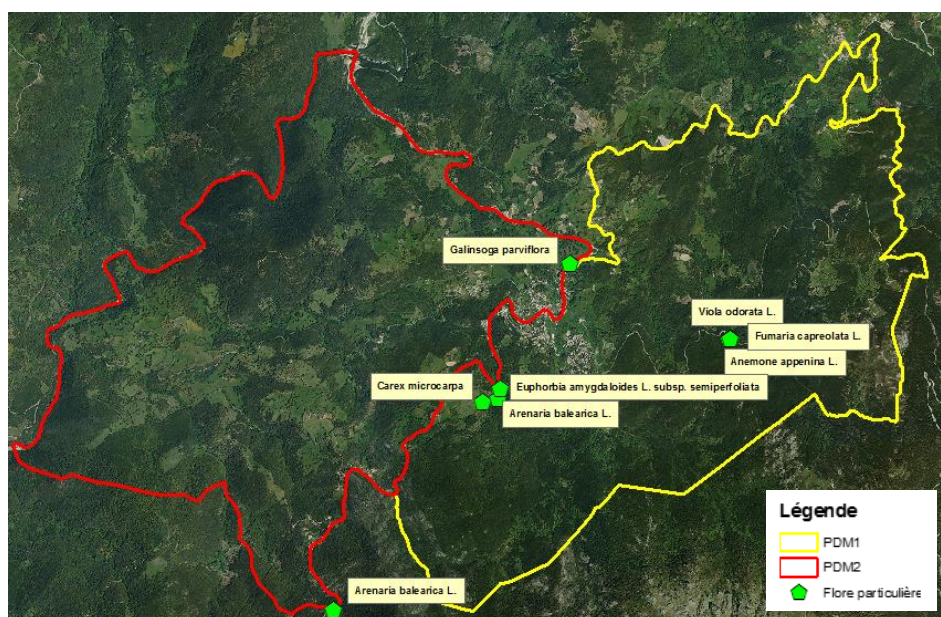 Galinsoga parviflora
Viola odorata L.
Fumaria capreolata L.
Anemone appenina L.
Carex microcarpa
Euphorbia amygdaloides L. subsp. semiperfoliata
Arenaria balearica L.
Légende
PDM1
PDM2
Flore particulière
Arenaria balearica L.